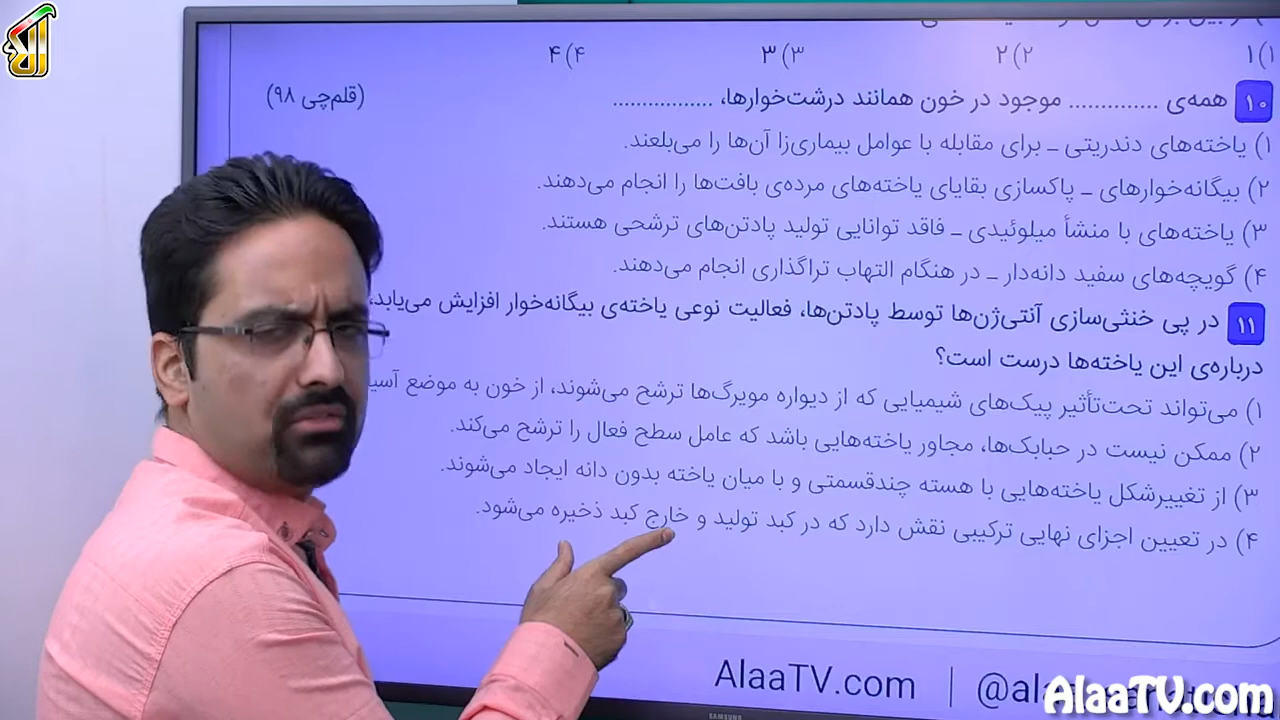 ۱) ۱ ۲) ۲ ۳) ۳ ۴) ۴
۱۰ همه‌ی .............. موجود در خون همانند درشت‌خوارها، ................. (قلم‌چی ۹۸)
۱) یاخته‌های دندریتی ـ برای مقابله با عوامل بیماری‌زا آن‌ها را می‌بلعند.
۲) بیگانه‌خوارهای ـ پاکسازی بقایای یاخته‌های مرده‌ی بافت‌ها را انجام می‌دهند.
۳) یاخته‌های با منشأ میلوئیدی ـ فاقد توانایی تولید پادتن‌های ترشحی هستند.
۴) گویچه‌های سفید دانه‌دار ـ در هنگام التهاب تراگذاری انجام می‌دهند.
۱۱ در پی خنثی‌سازی آنتی‌ژن‌ها توسط پادتن‌ها، فعالیت نوعی یاخته‌ی بیگانه‌خوار افزایش می‌یابد،
درباره‌ی این یاخته‌ها درست است؟
۱) می‌تواند تحت‌تأثیر پیک‌های شیمیایی که از دیواره مویرگ‌ها ترشح می‌شوند، از خون به موضع
۲) ممکن نیست در حبابک‌ها، مجاور یاخته‌هایی باشد که عامل سطح فعال را ترشح می‌کند.
۳) از تغییرشکل یاخته‌هایی با هسته چندقسمتی و با میان یاخته بدون دانه ایجاد می‌شوند.
۴) در تعیین اجزای نهایی ترکیبی نقش دارد که در کبد تولید و خارج کبد ذخیره می‌شود.
AlaaTV.com | @al
AlaaTV.com
SAMSUNG